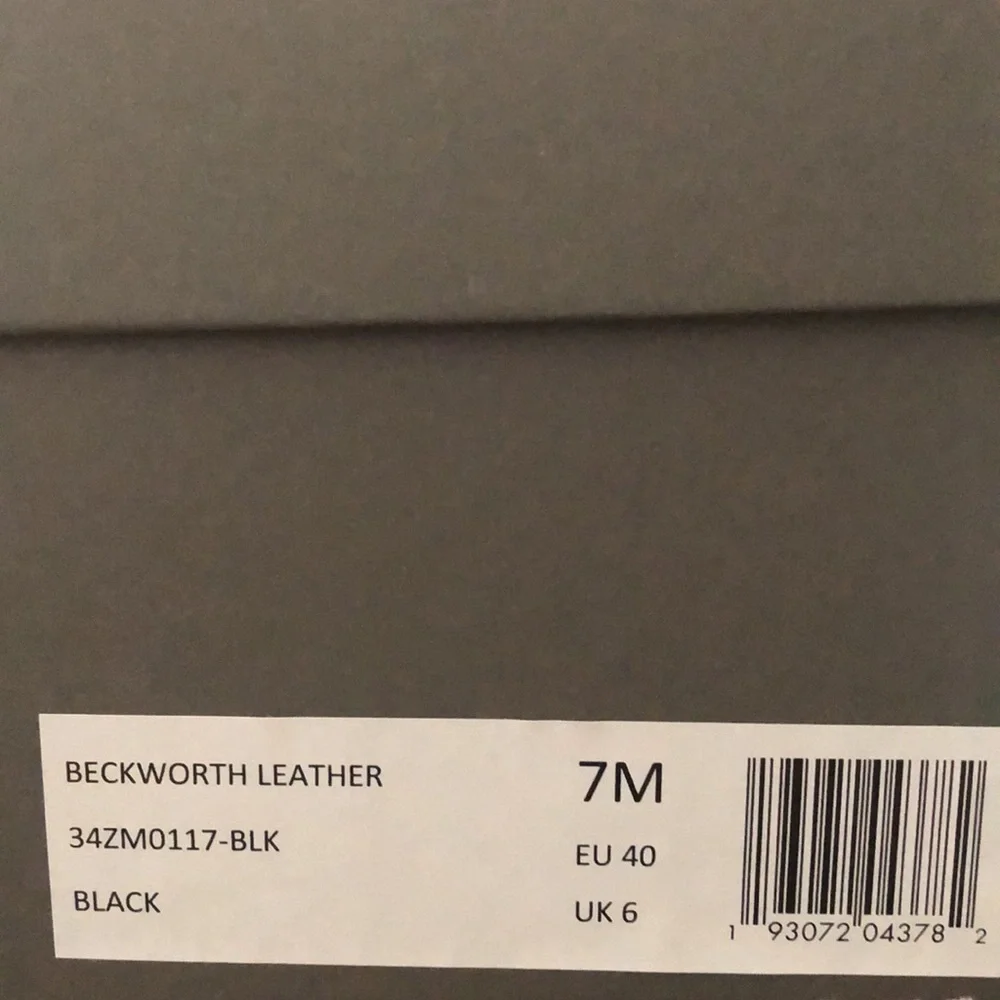 BECKWORTH LEATHER
34ZM0117-BLK
BLACK
7M
EU 40
UK 6
1 93072 04378 2